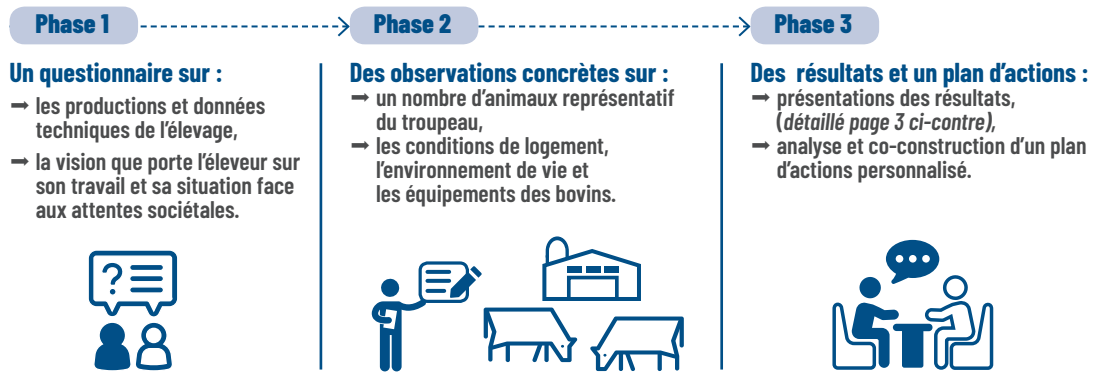 Phase 1
Phase 2
Phase 3
Un questionnaire sur :
➞ les productions et données
techniques de l'élevage,
➞ la vision que porte l'éleveur sur
son travail et sa situation face
aux attentes sociétales.
Des observations concrètes sur :
➞ un nombre d'animaux représentatif
du troupeau,
➞ les conditions de logement,
l'environnement de vie et
les équipements des bovins.
Des résultats et un plan d'actions :
➞ présentations des résultats,
(détaillé page 3 ci-contre),
➞ analyse et co-construction d'un plan
d'actions personnalisé.
?